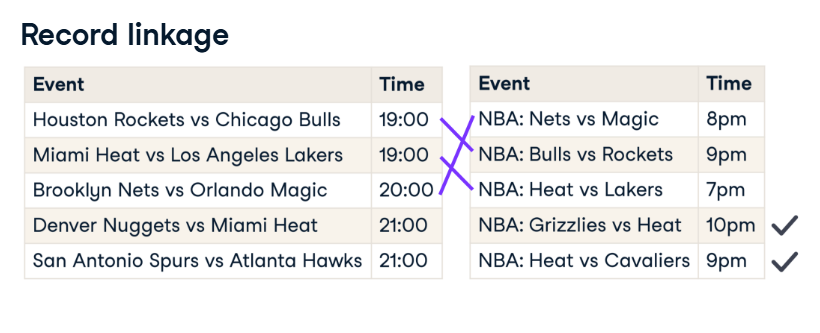 Record linkage
Event Time Event Time
Houston Rockets vs Chicago Bulls 19:00 NBA: Nets vs Magic 8pm
Miami Heat vs Los Angeles Lakers 19:00 NBA: Bulls vs Rockets 9pm
Brooklyn Nets vs Orlando Magic 20:00 NBA: Heat vs Lakers 7pm
Denver Nuggets vs Miami Heat 21:00 NBA: Grizzlies vs Heat 10pm
San Antonio Spurs vs Atlanta Hawks 21:00 NBA: Heat vs Cavaliers 9pm